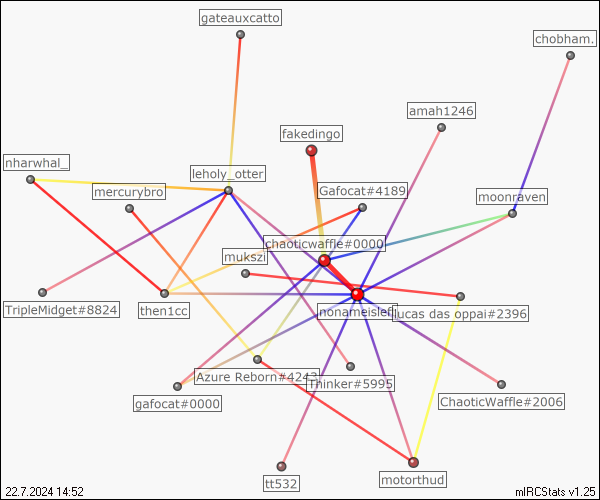 gateauxcatto
chobham.
amah1246
fakedingo
nharwhal_
leholy_otter
mercurybro
Gafocat#4189
moonraven
chaoticwaffle#0000
mukszi
TripleMidget#8824
then1cc
nonameisleft
lucas das oppai#2396
Azure Reborn#4243
Thinker#5995
gafocat#0000
ChaoticWaffle#2006
tt532
motorthud
22.7.2024 14:52
mIRCStats v1.25